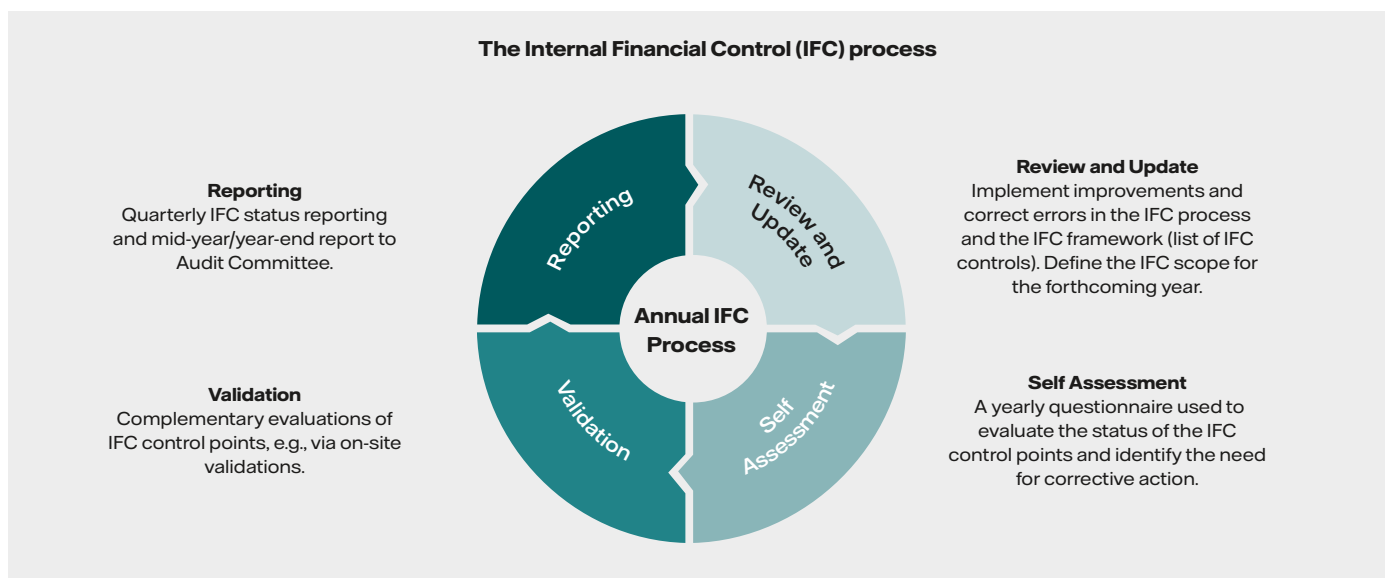 The Internal Financial Control (IFC) process
Reporting
Quarterly IFC status reporting
and mid-year/year-end report to
Audit Committee.
Validation
Complementary evaluations of
IFC control points, e.g., via on-site
validations.
Reporting
Review and
Update
Annual IFC
Process
Validation
Self
Assessment
Review and Update
Implement improvements and
correct errors in the IFC process
and the IFC framework (list of IFC
controls). Define the IFC scope for
the forthcoming year.
Self Assessment
A yearly questionnaire used to
evaluate the status of the IFC
control points and identify the need
for corrective action.